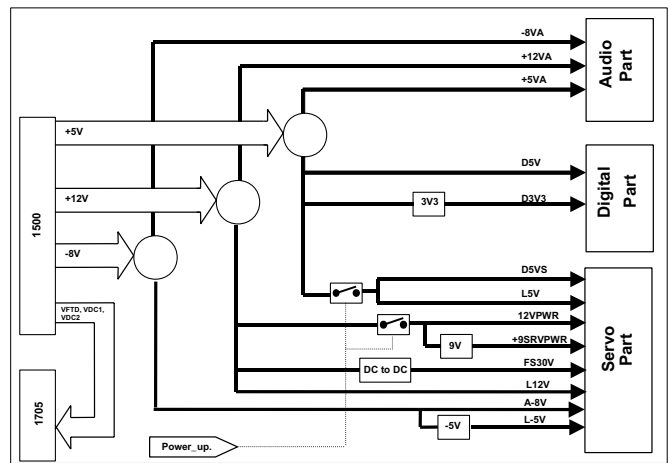 -8VA
+12VA
+5VA
Audio
Part
1500
+5V
+12V
-8V
VFTD, VDC1,
VDC2
1705
D5V
3V3
D3V3
Digital
Part
D5VS
L5V
12VPWR
9V
+9SRVPWR
DC to DC
FS30V
L12V
A-8V
-5V
L-5V
Servo
Part
Power_up.